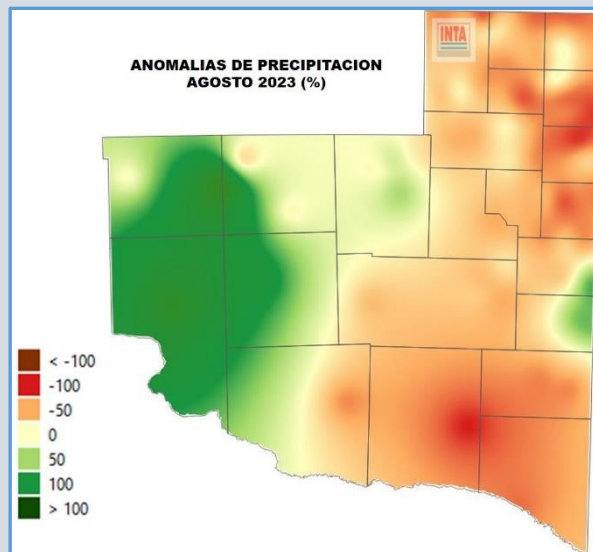 INTA
ANOMALIAS DE PRECIPITACION
AGOSTO 2023 (%)
< -100
-100
-50
0
50
100
> 100